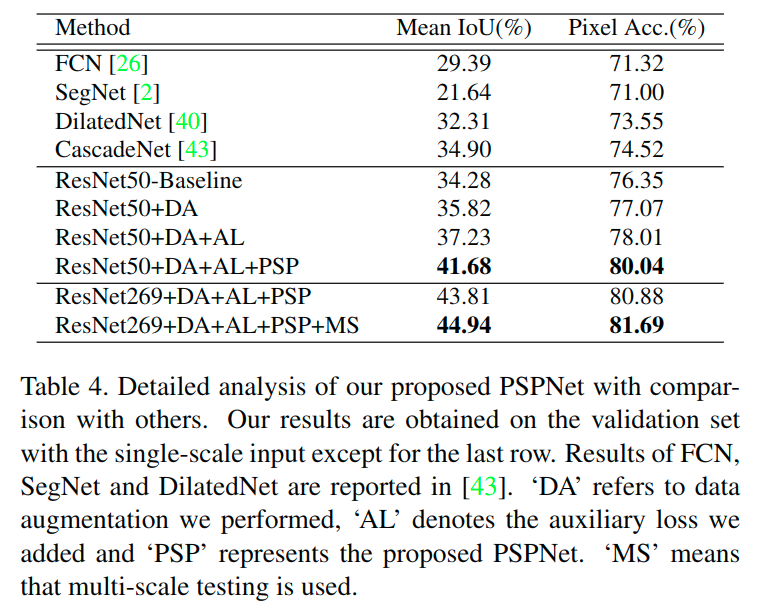 Method Mean IoU(%) Pixel Acc.(%)
FCN [26] 29.39 71.32
SegNet [2] 21.64 71.00
DilatedNet [40] 32.31 73.55
CascadeNet [43] 34.90 74.52
ResNet50-Baseline 34.28 76.35
ResNet50+DA 35.82 77.07
ResNet50+DA+AL 37.23 78.01
ResNet50+DA+AL+PSP 41.68 80.04
ResNet269+DA+AL+PSP 43.81 80.88
ResNet269+DA+AL+PSP+MS 44.94 81.69
Table 4. Detailed analysis of our proposed PSPNet with compar-
ison with others. Our results are obtained on the validation set
with the single-scale input except for the last row. Results of FCN,
SegNet and DilatedNet are reported in [43]. ‘DA’ refers to data
augmentation we performed, ‘AL’ denotes the auxiliary loss we
added and ‘PSP’ represents the proposed PSPNet. ‘MS’ means
that multi-scale testing is used.